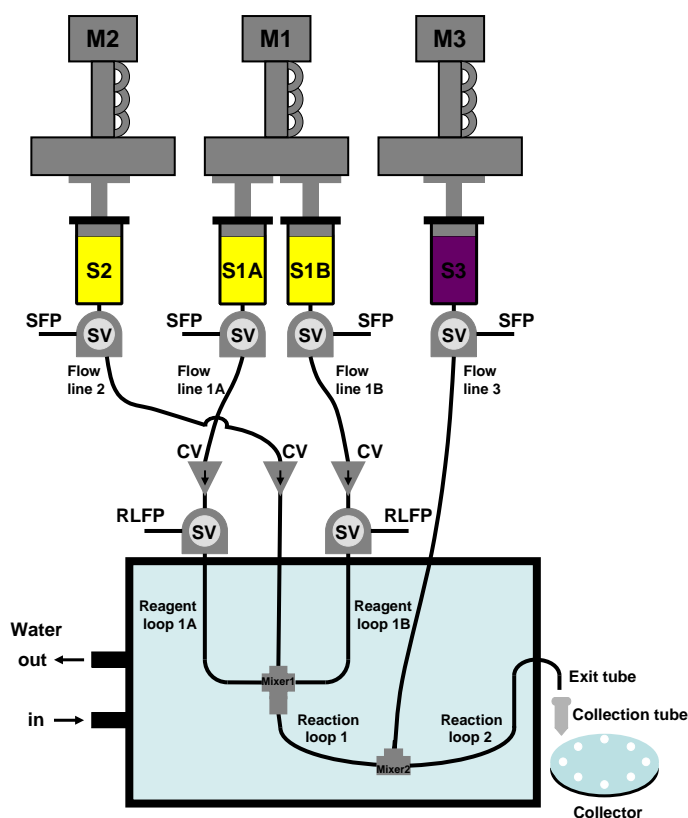 M2
M1
M3
S2
S1A
S1B
S3
SFP
SV
SFP
SV
SV
SFP
SV
SFP
Flow
line 2
Flow
line 1A
Flow
line 1B
Flow
line 3
CV
CV
CV
RLFP
SV
SV
RLFP
Reagent
loop 1A
Reagent
loop 1B
Water
out
in
Mixer1
Reaction
loop 1
Mixer2
Reaction
loop 2
Exit tube
Collection tube
Collector